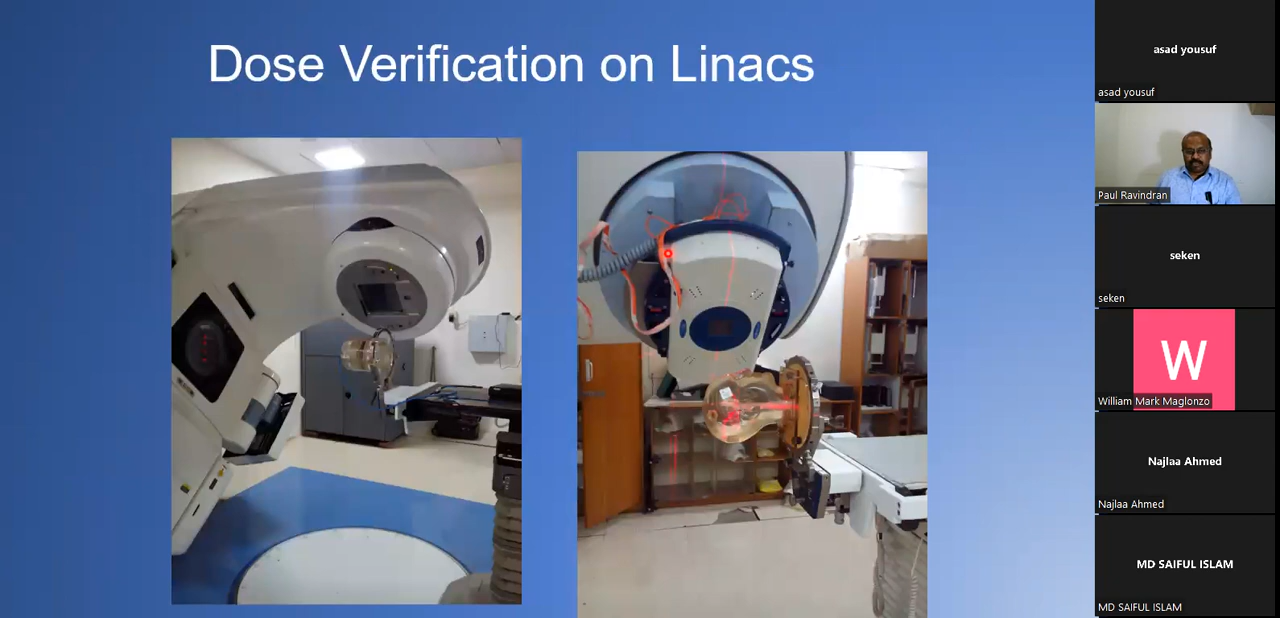 Dose Verification on Linacs
asad yousuf
asad yousuf
Paul Ravindran
seken
seken
W
William Mark Maglonzo
Najlaa Ahmed
Najlaa Ahmed
MD SAIFUL ISLAM
MD SAIFUL ISLAM